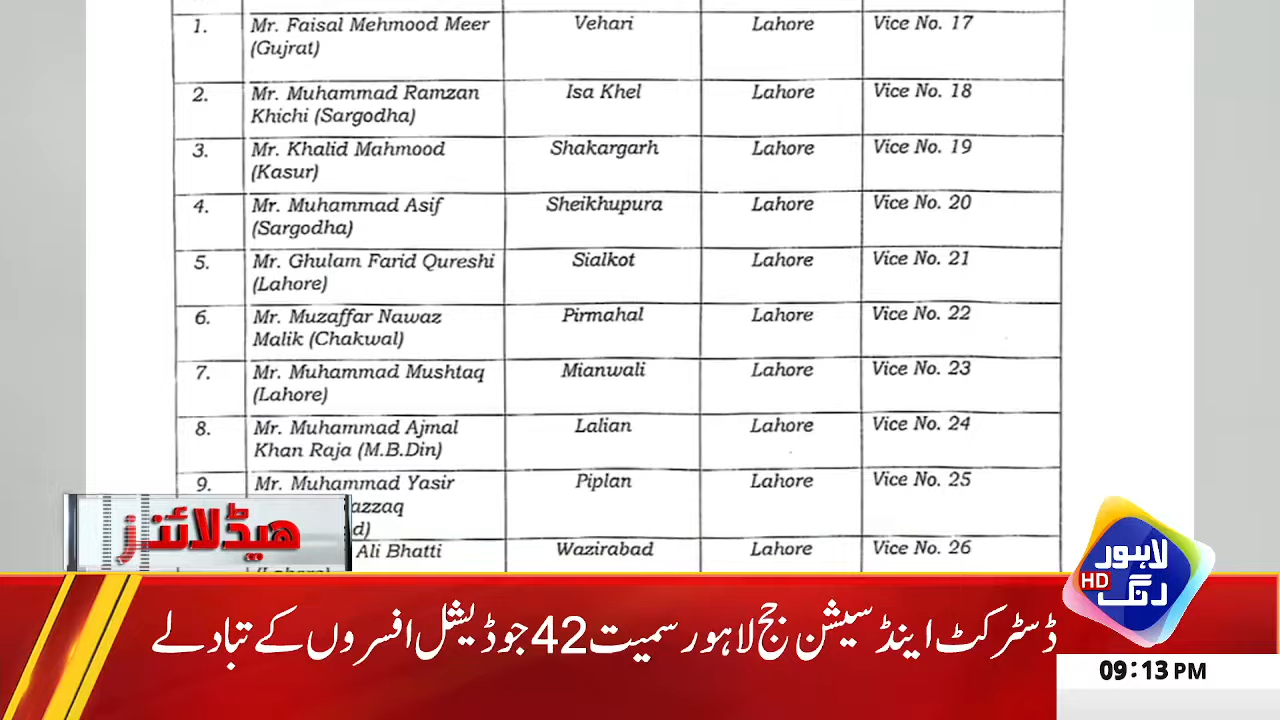 1. Mr. Faisal Mehmood Meer Vehari Lahore Vice No. 17
(Gujrat)
2. Mr. Muhammad Ramzan Isa Khel Lahore Vice No. 18
Khichi (Sargodha)
3. Mr. Khalid Mahmood Shakargarh Lahore Vice No. 19
(Kasur)
4. Mr. Muhammad Asif Sheikhupura Lahore Vice No. 20
(Sargodha)
5. Mr. Ghulam Farid Qureshi Sialkot Lahore Vice No. 21
(Lahore)
6. Mr. Muzaffar Nawaz Pirmahal Lahore Vice No. 22
Malik (Chakwal)
7. Mr. Muhammad Mushtaq Mianwali Lahore Vice No. 23
(Lahore)
8. Mr. Muhammad Ajmal Lalian Lahore Vice No. 24
Khan Raja (M.B.Din)
9. Mr. Muhammad Yasir Piplan Lahore Vice No. 25
Ali Bhatti Wazirabad Lahore Vice No. 26
ہیڈلائنز
لاہور
رنگ HD
ڈسٹرکٹ اینڈ سیشن جج لاہور سمیت 42 جوڈیشل افسروں کے تبادلے
09:13 PM